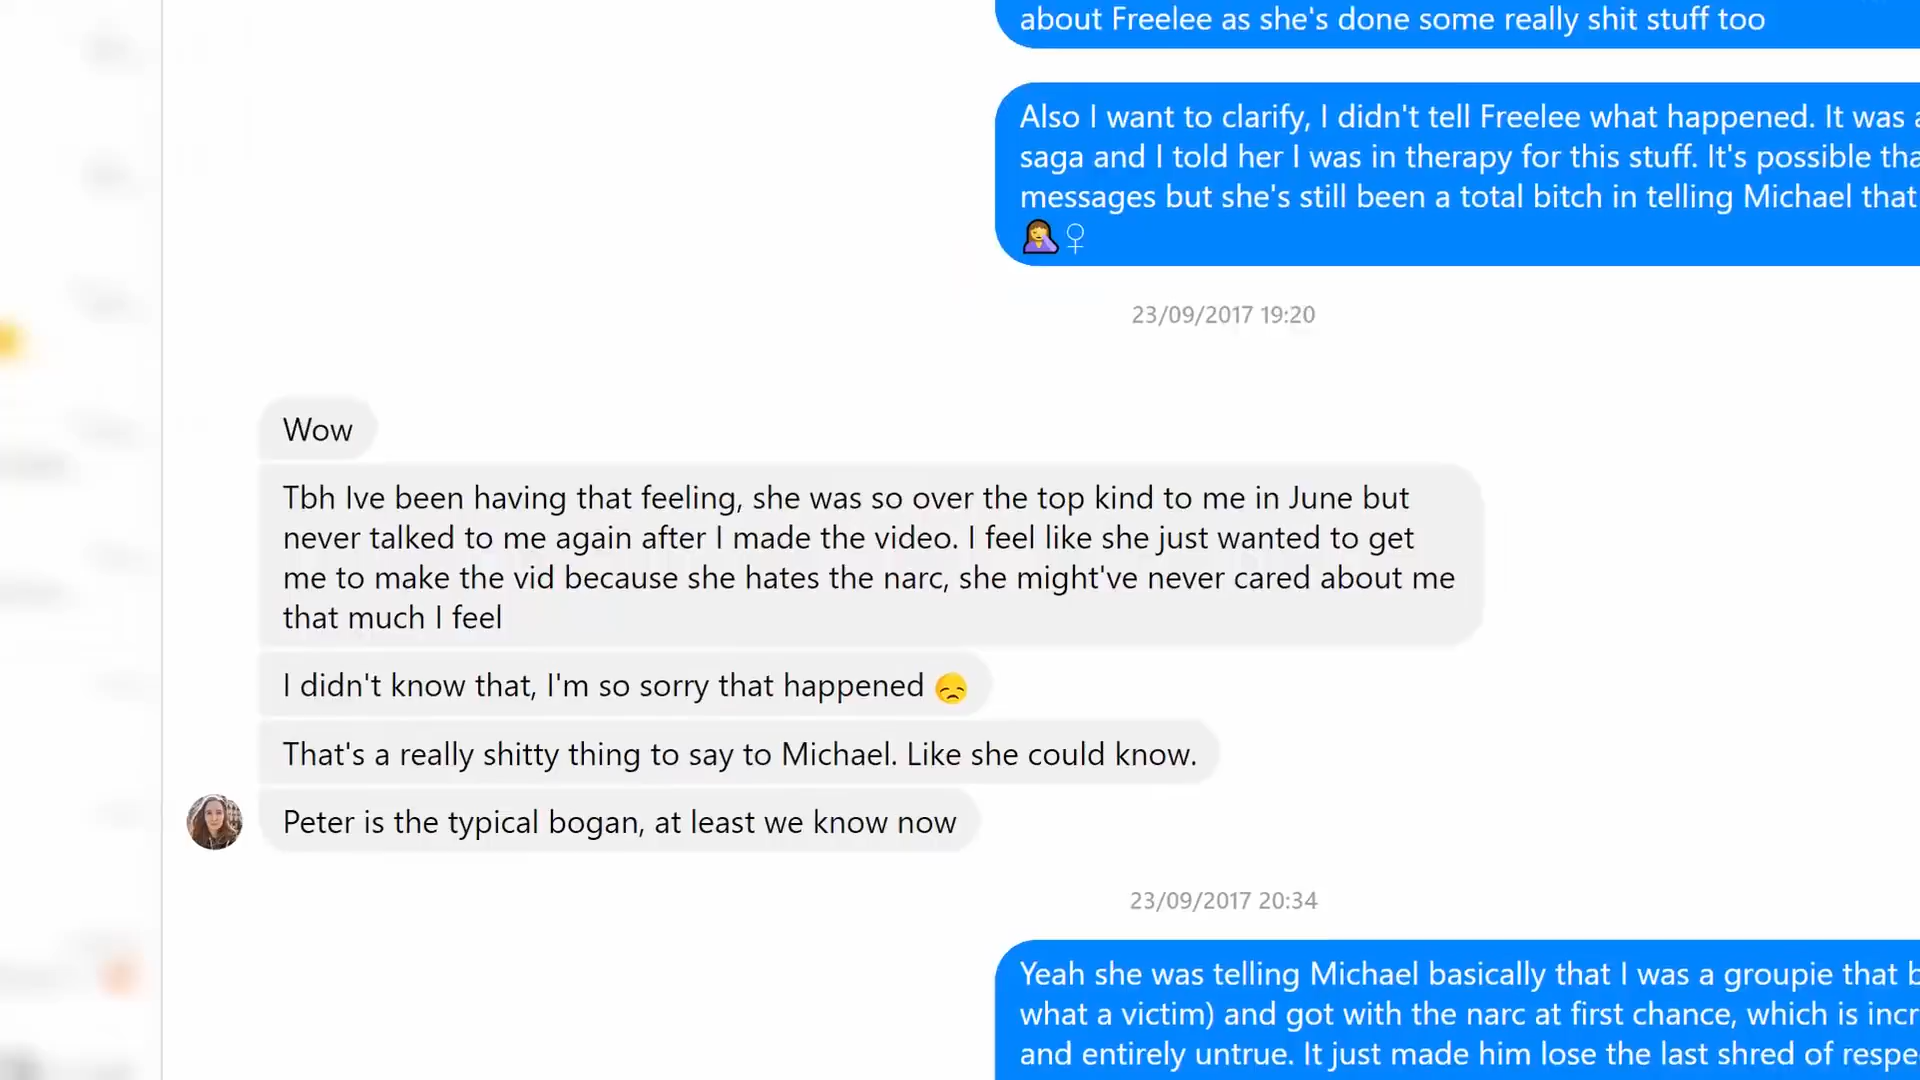 about Freelee as she's done some really shit stuff too
Also I want to clarify, I didn't tell Freelee what happened. It was
saga and I told her I was in therapy for this stuff. It's possible
messages but she's still been a total bitch in telling Michael that
🤦♀
23/09/2017 19:20
Wow
Tbh Ive been having that feeling, she was so over the top kind to me in June but
never talked to me again after I made the video. I feel like she just wanted to get
me to make the vid because she hates the narc, she might've never cared about me
that much I feel
I didn't know that, I'm so sorry that happened 😞
That's a really shitty thing to say to Michael. Like she could know.
Peter is the typical bogan, at least we know now
23/09/2017 20:34
Yeah she was telling Michael basically that I was a groupie that
what a victim) and got with the narc at first chance, which is
and entirely untrue. It just made him lose the last shred of